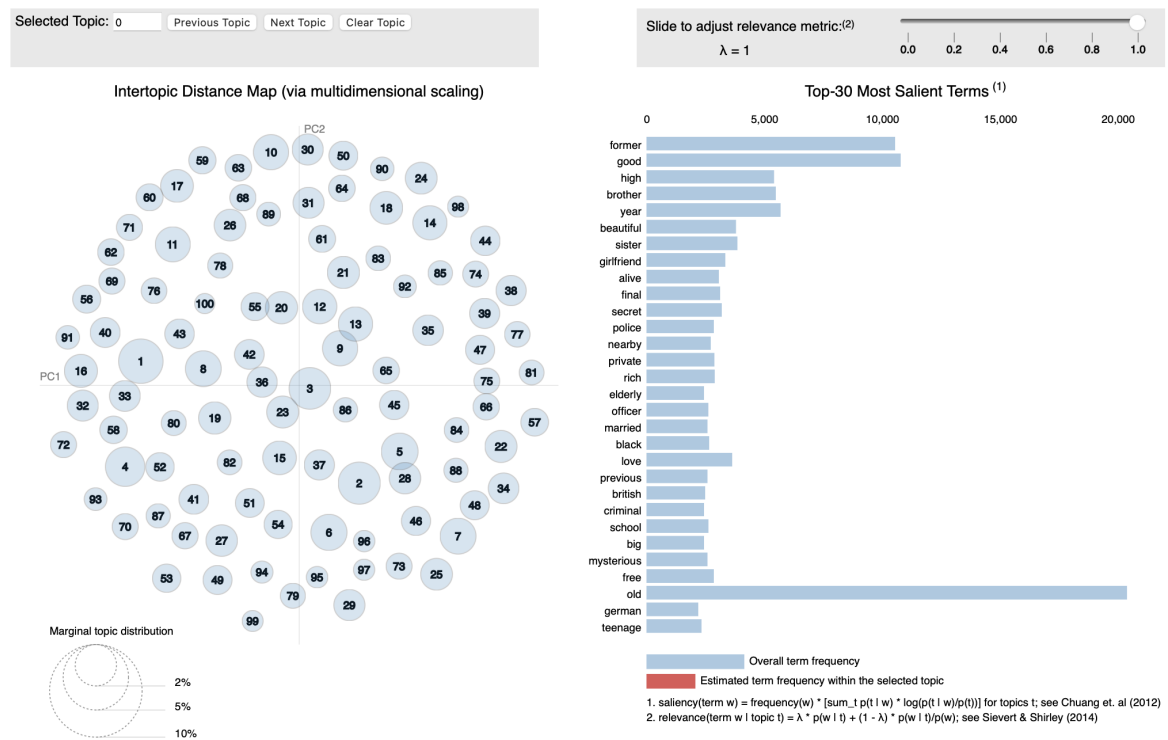 Selected Topic: 0 Previous Topic Next Topic Clear Topic
Slide to adjust relevance metric:(2)
λ = 1
0.0 0.2 0.4 0.6 0.8 1.0
Intertopic Distance Map (via multidimensional scaling)
PC2
PC1
10 30 50
59 63 90
17 64 24
60 68 31 18 98
89
71 26 14
62 11 61 44
78 83
69 21 85 74
56 76 92 38
100 55 20 12
13 39
91 40 43 35 77
42 9 47
16 1 8 65 81
36 3 75
33
32 23 86 45 66
80 19 57
58 84
72 22
4 52 82 15 37 5
88
2 28 34
93 41 51 48
87 46
70 54
67 27 6 96 7
53 49 94 95 97 73 25
79
29
99
Marginal topic distribution
2%
5%
10%
Top-30 Most Salient Terms (1)
0 5,000 10,000 15,000 20,000
former
good
high
brother
year
beautiful
sister
girlfriend
alive
final
secret
police
nearby
private
rich
elderly
officer
married
black
love
previous
british
criminal
school
big
mysterious
free
old
german
teenage
Overall term frequency
Estimated term frequency within the selected topic
1. saliency(term w) = frequency(w) * [sum_t p(t | w) * log(p(t | w)/p(t))] for topics t; see Chuang et. al (2012)
2. relevance(term w | topic t) = λ * p(w | t) + (1 - λ) * p(w | t)/p(w); see Sievert & Shirley (2014)